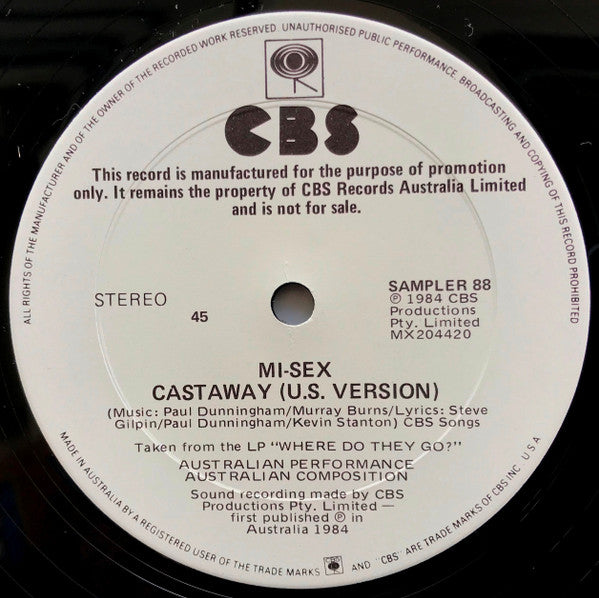 ALL RIGHTS OF THE MANUFACTURER AND OF THE OWNER OF THE RECORDED WORK RESERVED UNAUTHORISED PUBLIC PERFORMANCE, BROADCASTING AND COPYING OF THIS RECORD PROHIBITED
CBS
This record is manufactured for the purpose of promotion
only. It remains the property of CBS Records Australia Limited
and is not for sale.
STEREO
45
SAMPLER 88
℗ 1984 CBS
Productions
Pty. Limited
MX204420
MI-SEX
CASTAWAY (U.S. VERSION)
(Music: Paul Dunningham/Murray Burns/Lyrics: Steve
Gilpin/Paul Dunningham/Kevin Stanton) CBS Songs
Taken from the LP "WHERE DO THEY GO?"
AUSTRALIAN PERFORMANCE
AUSTRALIAN COMPOSITION
Sound recording made by CBS
Productions Pty. Limited —
first published ℗ in
Australia 1984
MADE IN AUSTRALIA BY A REGISTERED USER OF THE TRADE MARKS CBS AND "CBS" ARE TRADE MARKS OF CBS INC USA